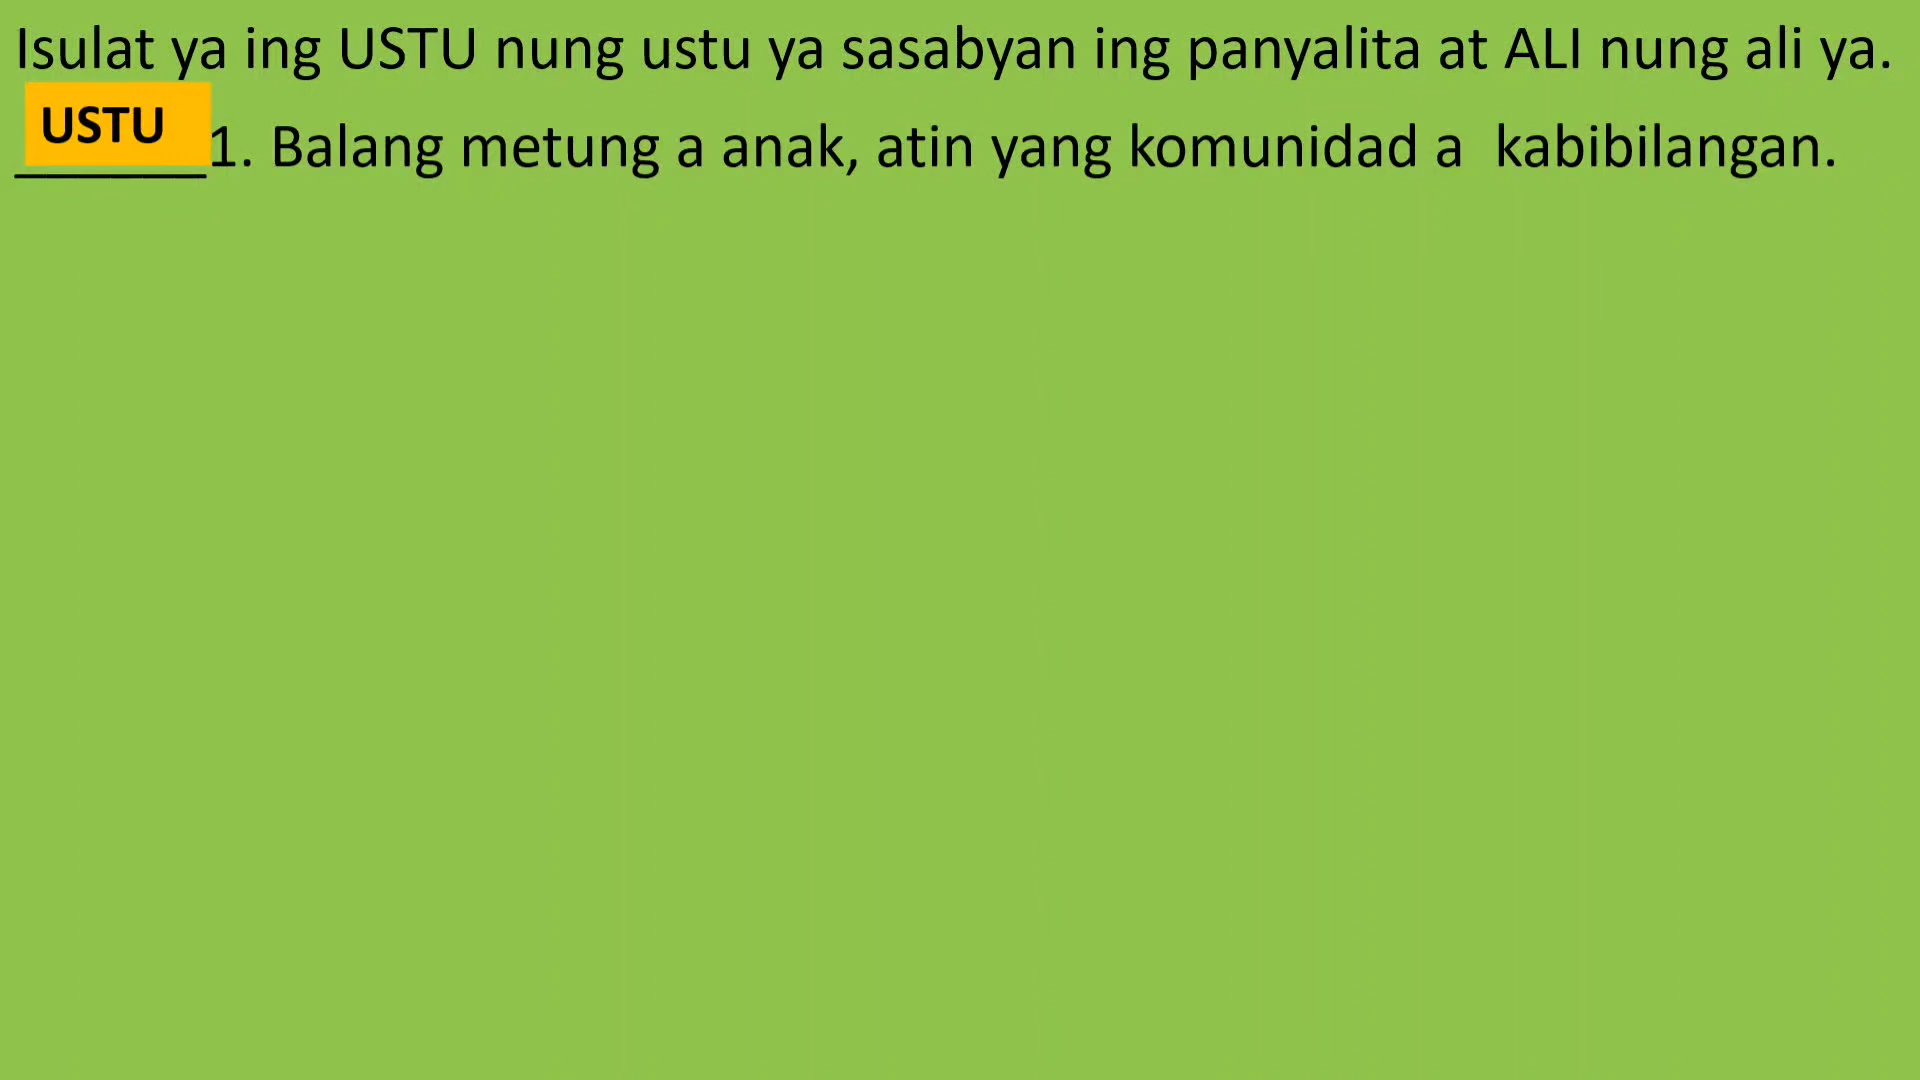 Isulat ya ing USTU nung ustu ya sasabyan ing panyalita at ALI nung ali ya.
USTU
_______1. Balang metung a anak, atin yang komunidad a  kabibilangan.